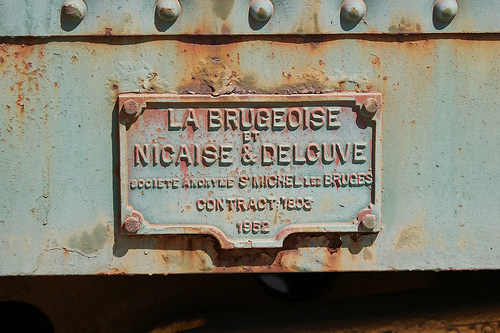 LA BRUGEOISE
ET
NICAISE & DELCUVE
SOCIETE ANONYME ST MICHEL LEZ BRUGES
CONTRACT·1803
1952